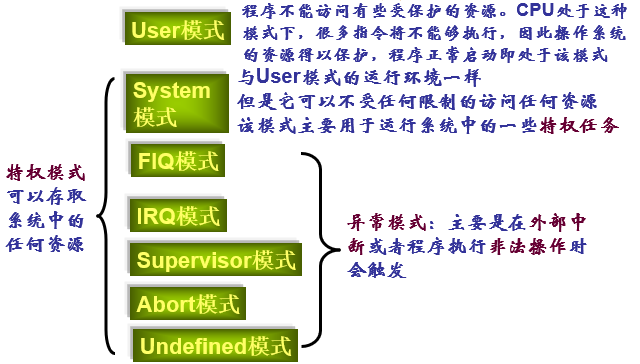 User模式
程序不能访问有些受保护的资源。CPU处于这种
模式下，很多指令将不能够执行，因此操作系统
的资源得以保护，程序正常启动即处于该模式
System
模式
与User模式的运行环境一样
但是它可以不受任何限制的访问任何资源
该模式主要用于运行系统中的一些特权任务
特权模式
可以存取
系统中的
任何资源
FIQ模式
IRQ模式
Supervisor模式
Abort模式
Undefined模式
异常模式：主要是在外部中
断或者程序执行非法操作时
会触发